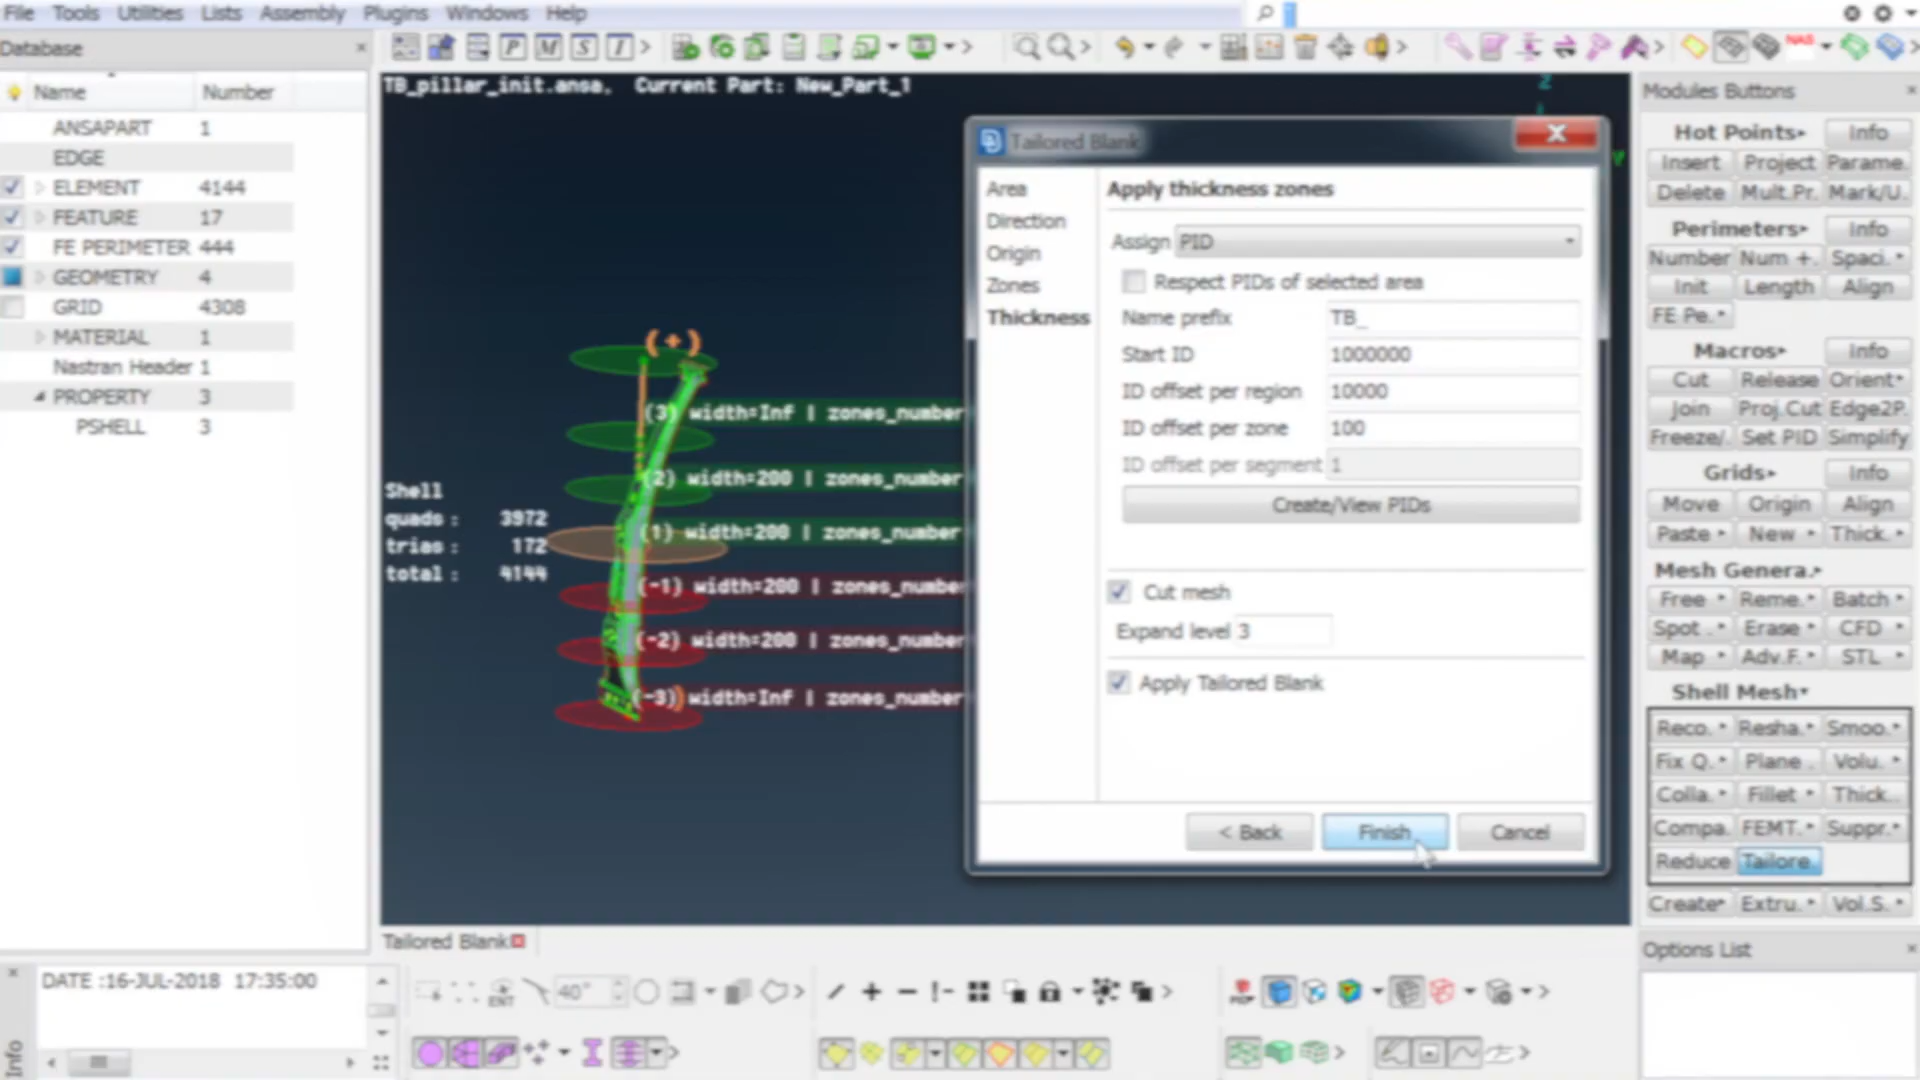 File Tools Utilities Lists Assembly Plugins Windows Help
Database
Name Number
ANSAPART 1
EDGE
ELEMENT 4144
FEATURE 17
FE PERIMETER 444
GEOMETRY 4
GRID 4308
MATERIAL 1
Nastran Header 1
PROPERTY 3
PSHELL 3
P M S I
NAS
TB_pillar_init.ansa, Current Part: New_Part_1
Z
Y
(+)
(3) width=Inf | zones_number
(2) width=200 | zones_number
(1) width=200 | zones_number
(-1) width=200 | zones_number
(-2) width=200 | zones_number
(-3) width=Inf | zones_number
Shell
quads : 3972
trias : 172
total : 4144
Tailored Blank
Area
Direction
Origin
Zones
Thickness
Apply thickness zones
Assign PID
Respect PIDs of selected area
Name prefix TB_
Start ID 1000000
ID offset per region 10000
ID offset per zone 100
ID offset per segment 1
Create/View PIDs
Cut mesh
Expand level 3
Apply Tailored Blank
< Back Finish Cancel
Modules Buttons
Hot Points Info
Insert Project Parame.
Delete Mult.Pr. Mark/U.
Perimeters Info
Number Num +. Spaci.
Init Length Align
FE Pe.
Macros Info
Cut Release Orient
Join Proj.Cut Edge2P.
Freeze/. Set PID Simplify
Grids Info
Move Origin Align
Paste New Thick.
Mesh Genera.
Free Reme. Batch
Spot . Erase CFD
Map Adv.F. STL
Shell Mesh
Reco. Resha. Smoo.
Fix Q. Plane . Volu.
Colla. Fillet Thick..
Compa. FEMT. Suppr.
Reduce Tailore.
Create Extru. Vol.S.
Options List
Tailored Blank
DATE :16-JUL-2018 17:35:00
Info
ENT 40°